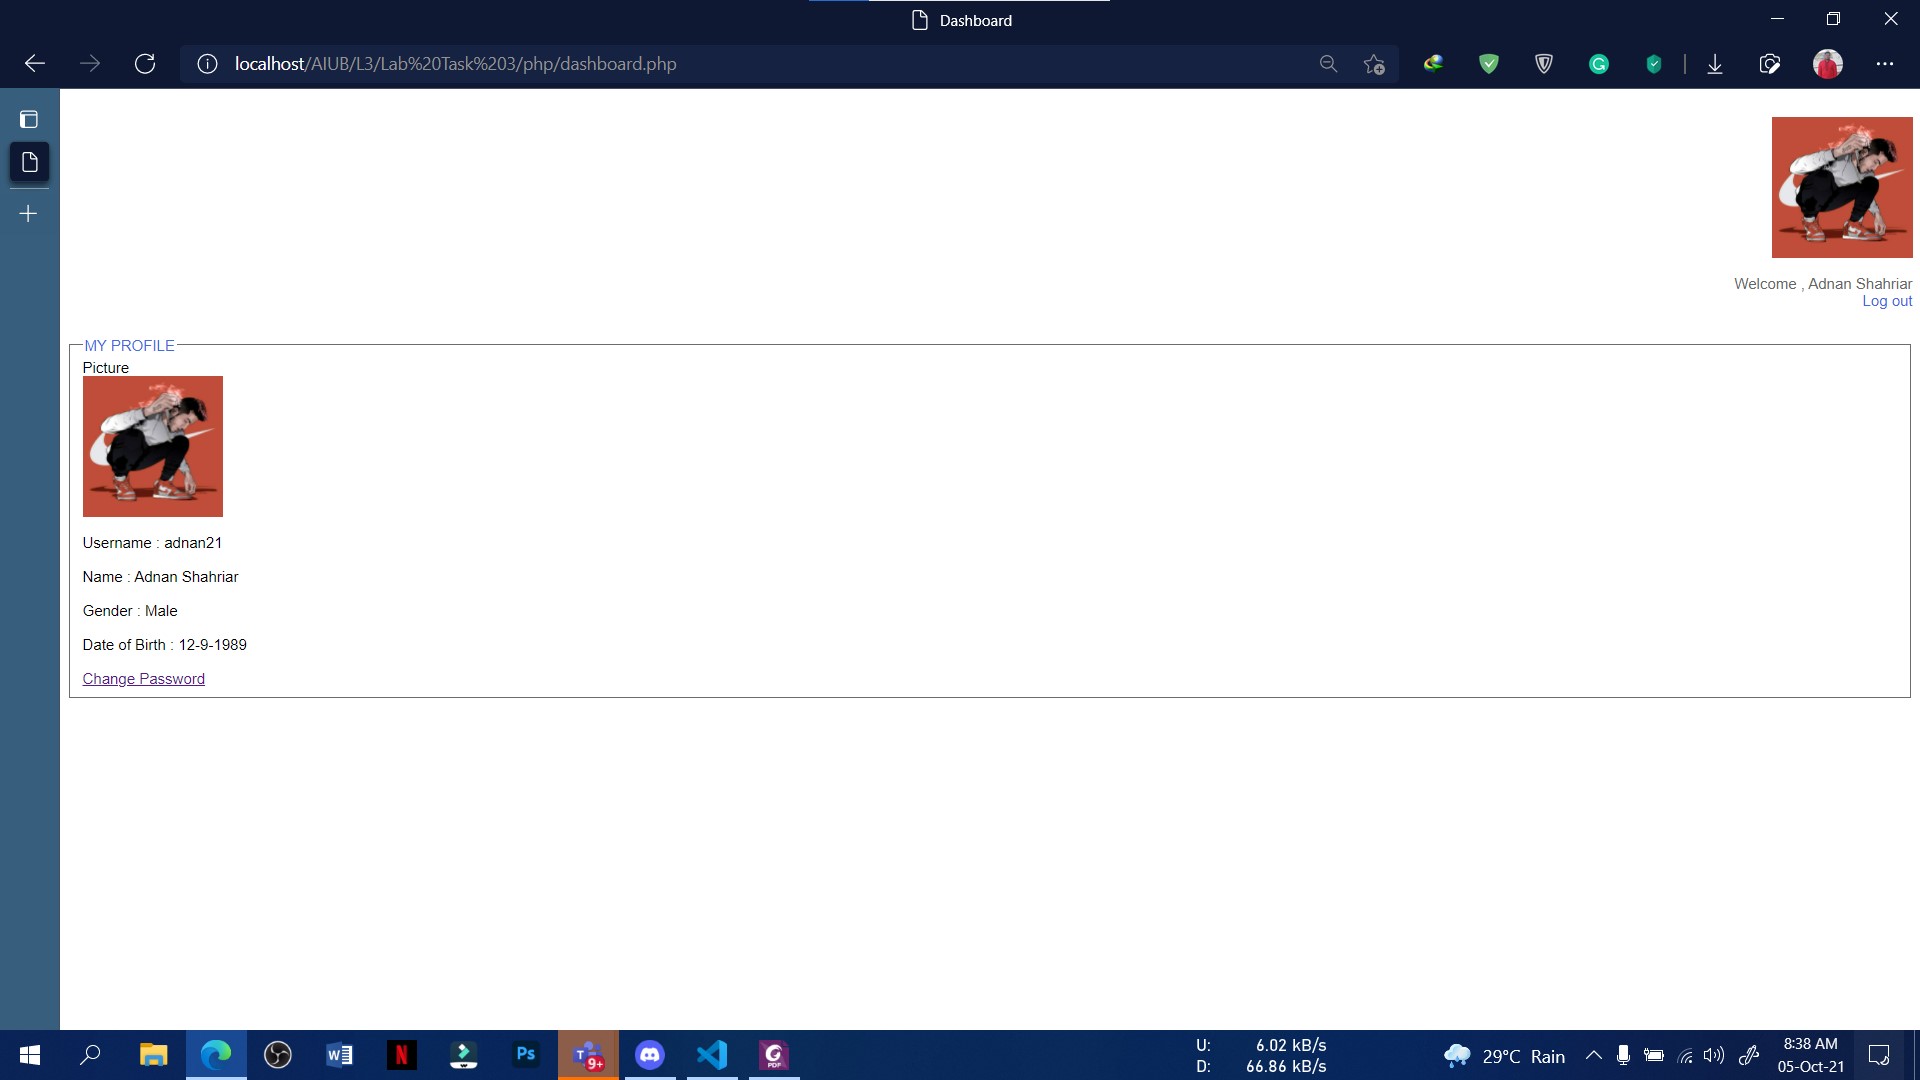 Dashboard
localhost/AIUB/L3/Lab%20Task%203/php/dashboard.php
Welcome , Adnan Shahriar
Log out
MY PROFILE
Picture
Username : adnan21
Name : Adnan Shahriar
Gender : Male
Date of Birth : 12-9-1989
Change Password
W
N
Ps
T 9+
PDF
U: 6.02 kB/s
D: 66.86 kB/s
29°C Rain
8:38 AM
05-Oct-21